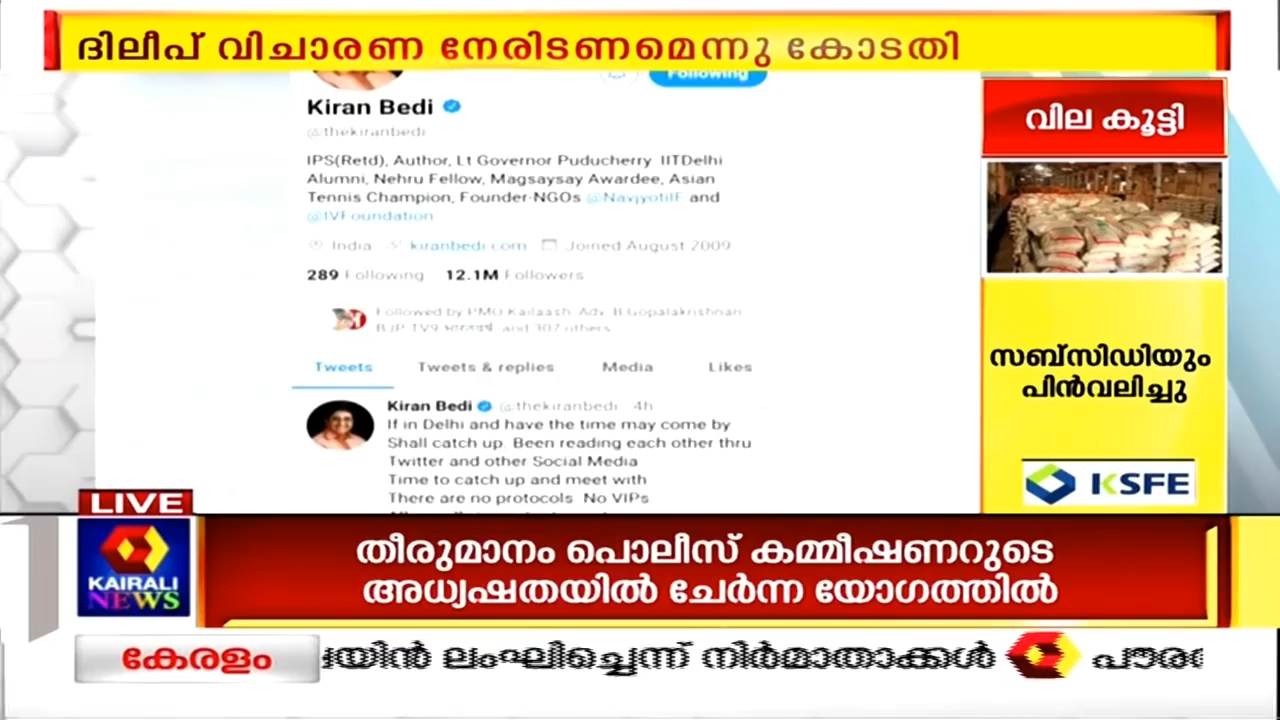 ദിലീപ് വിചാരണ നേരിടണമെന്നു കോടതി
Following
Kiran Bedi
@thekiranbedi
IPS(Retd), Author, Lt Governor Puducherry IITDelhi
Alumni, Nehru Fellow, Magsaysay Awardee, Asian
Tennis Champion, Founder-NGOs @NavjyotiIF and
@IVFoundation
India kiranbedi.com Joined August 2009
289 Following 12.1M Followers
Followed by PMO Kailaash, Adv. B Gopalakrishnan
BJP, TV9 and 307 others
Tweets Tweets & replies Media Likes
Kiran Bedi @thekiranbedi 4h
If in Delhi and have the time may come by
Shall catch up. Been reading each other thru
Twitter and other Social Media
Time to catch up and meet with
There are no protocols No VIPs
വില കൂട്ടി
സബ്സിഡിയും
പിൻവലിച്ചു
KSFE
LIVE
KAIRALI
NEWS
തീരുമാനം പൊലീസ് കമ്മീഷണറുടെ
അധ്യഷതയിൽ ചേർന്ന യോഗത്തിൽ
കേരളം
ലംഘിച്ചെന്ന് നിർമാതാക്കൾ